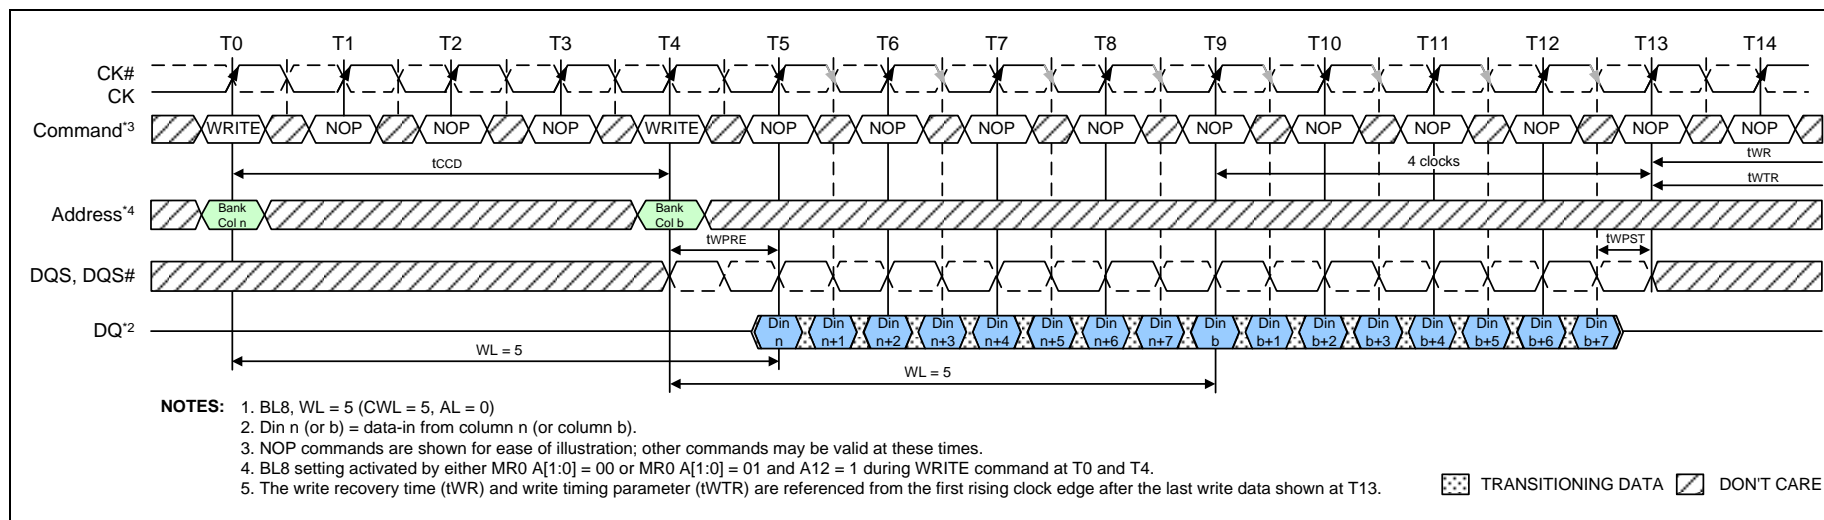 T0 T1 T2 T3 T4 T5 T6 T7 T8 T9 T10 T11 T12 T13 T14
CK#
CK
Command*3 WRITE NOP NOP NOP WRITE NOP NOP NOP NOP NOP NOP NOP NOP NOP NOP
tCCD 4 clocks tWR
tWTR
Address*4 Bank Col n Bank Col b
tWPRE tWPST
DQS, DQS#
DQ*2 Din n Din n+1 Din n+2 Din n+3 Din n+4 Din n+5 Din n+6 Din n+7 Din b Din b+1 Din b+2 Din b+3 Din b+4 Din b+5 Din b+6 Din b+7
WL = 5
WL = 5
NOTES: 1. BL8, WL = 5 (CWL = 5, AL = 0)
2. Din n (or b) = data-in from column n (or column b).
3. NOP commands are shown for ease of illustration; other commands may be valid at these times.
4. BL8 setting activated by either MR0 A[1:0] = 00 or MR0 A[1:0] = 01 and A12 = 1 during WRITE command at T0 and T4.
5. The write recovery time (tWR) and write timing parameter (tWTR) are referenced from the first rising clock edge after the last write data shown at T13.
TRANSITIONING DATA DON'T CARE